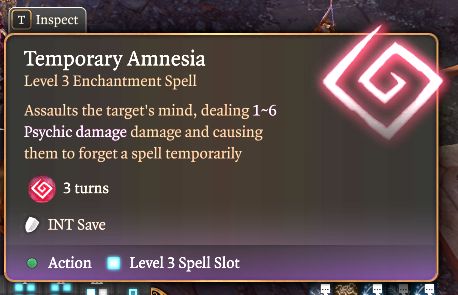 T Inspect
Temporary Amnesia
Level 3 Enchantment Spell
Assaults the target's mind, dealing 1~6
Psychic damage damage and causing
them to forget a spell temporarily
3 turns
INT Save
Action Level 3 Spell Slot